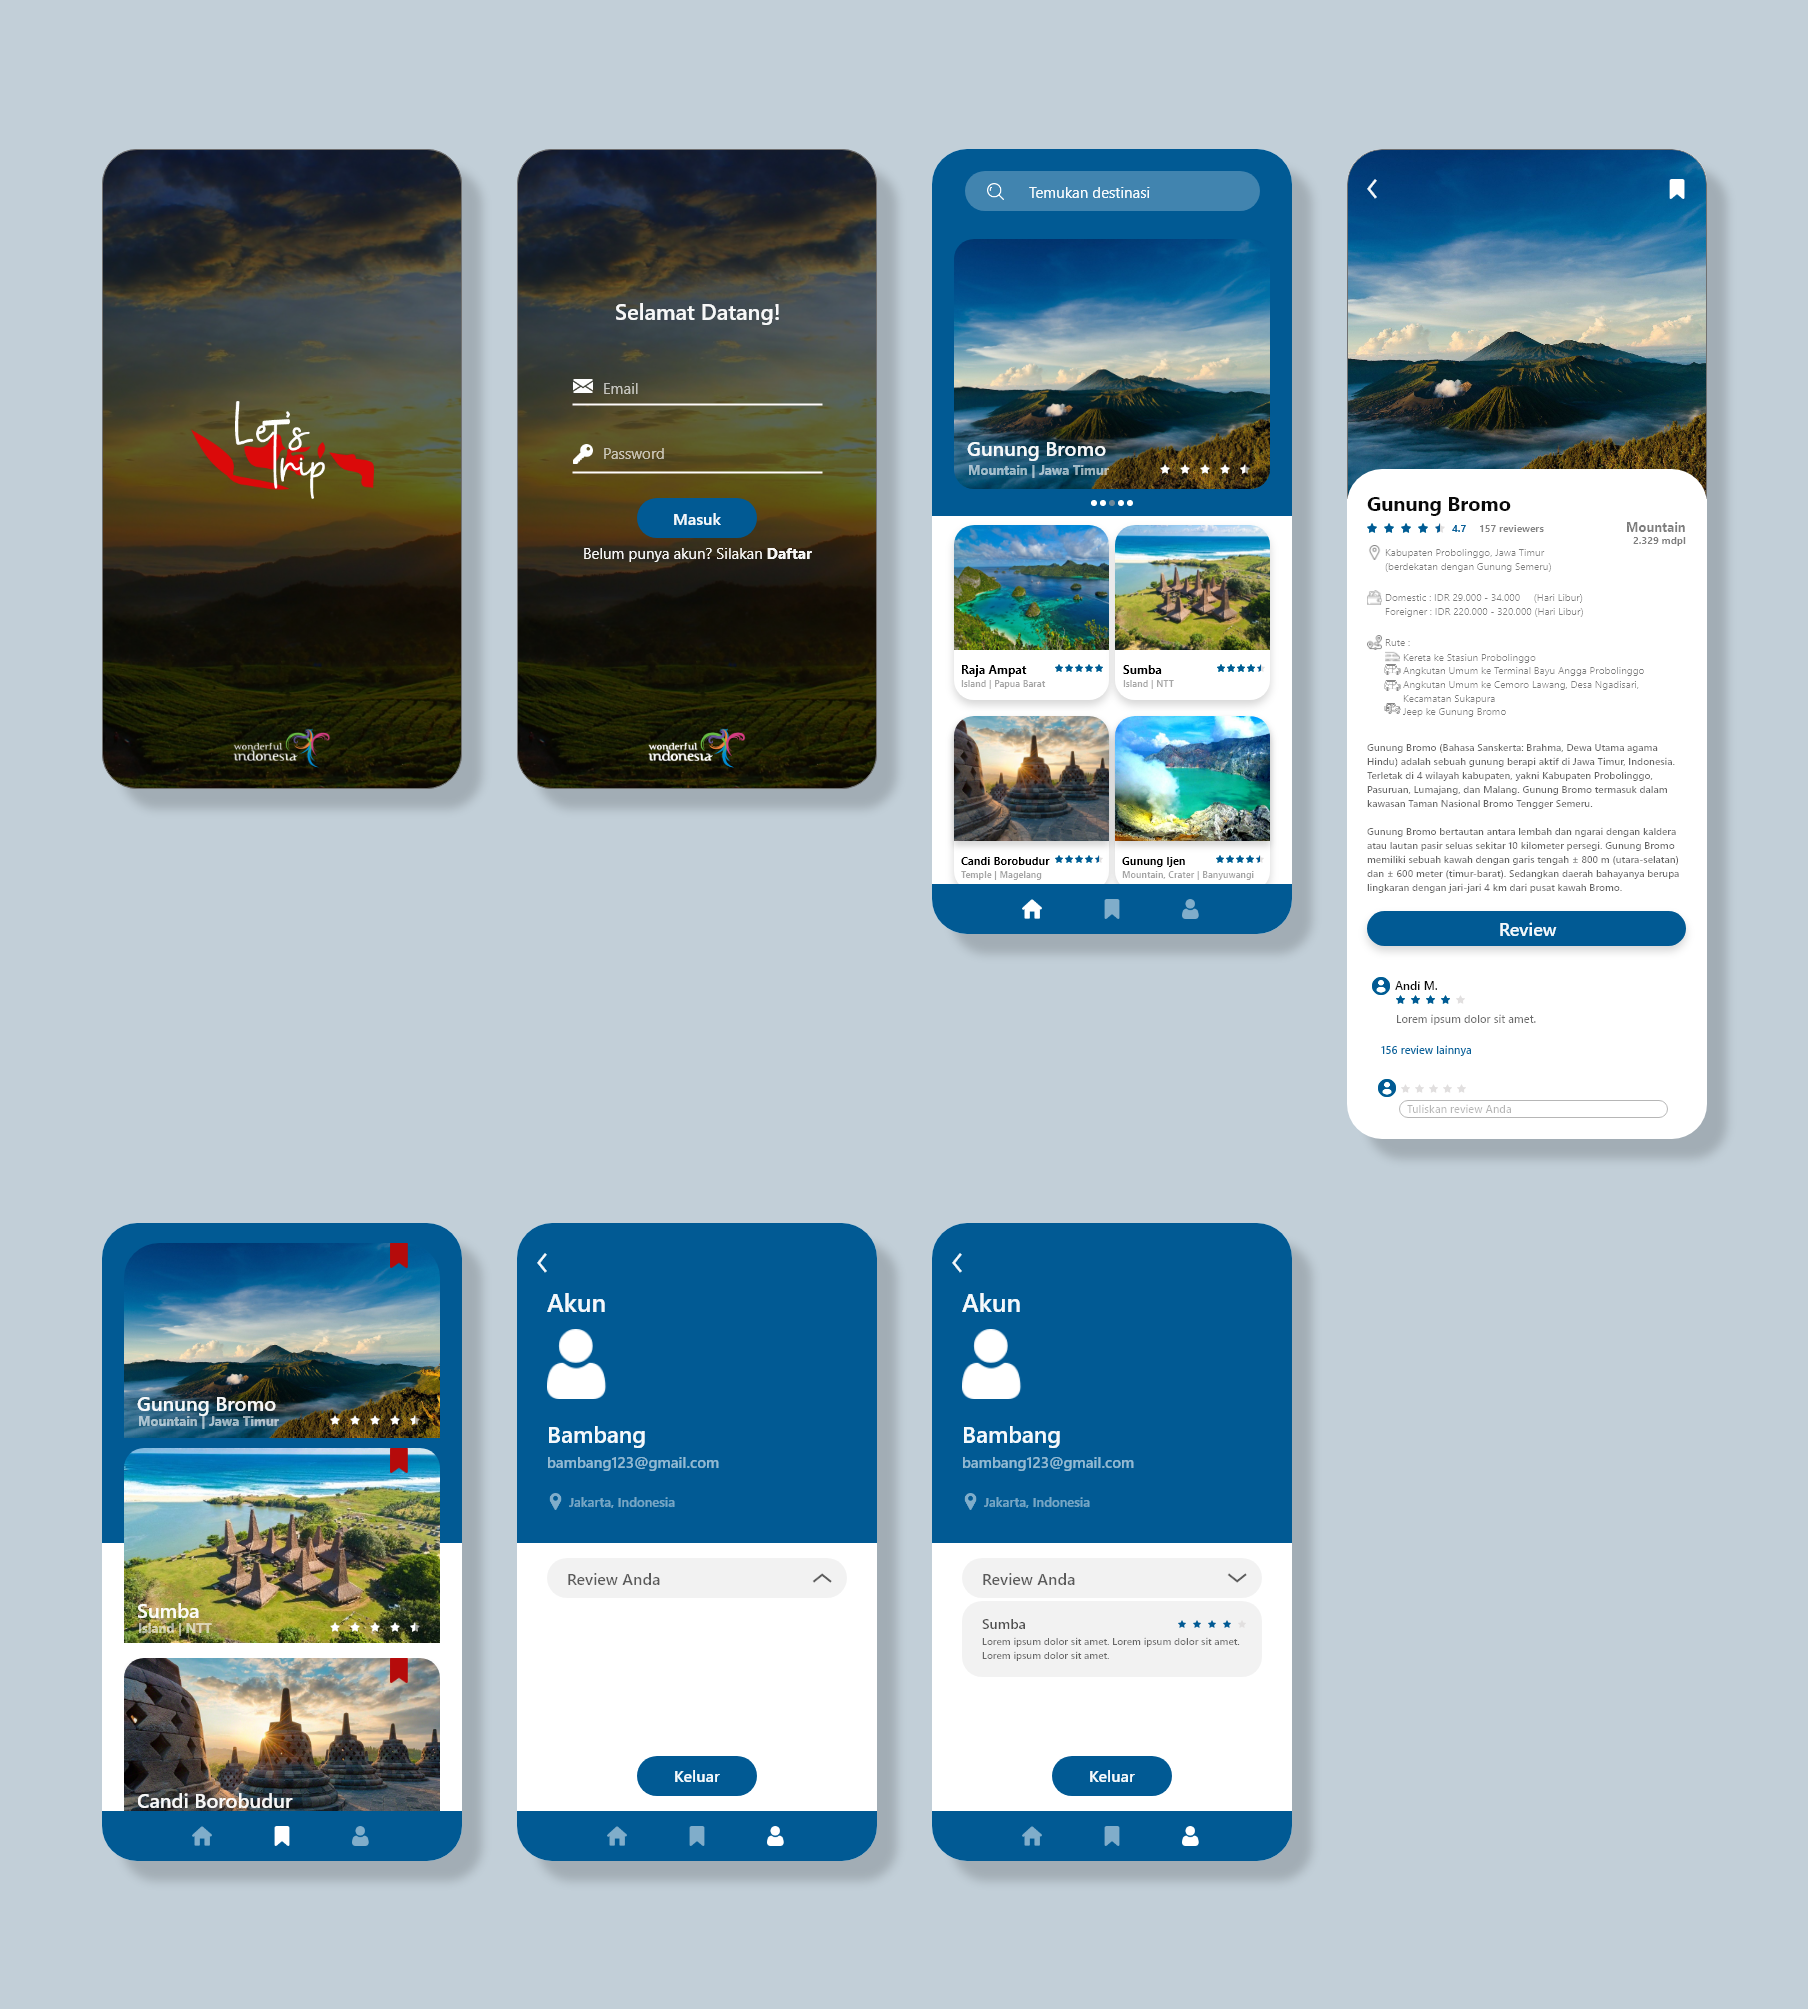 Let's
Trip
wonderful
indonesia
Selamat Datang!
Email
Password
Masuk
Belum punya akun? Silakan Daftar
wonderful
indonesia
Temukan destinasi
Gunung Bromo
Mountain | Jawa Timur
Raja Ampat
Island | Papua Barat
Sumba
Island | NTT
Candi Borobudur
Temple | Magelang
Gunung Ijen
Mountain, Crater | Banyuwangi
Gunung Bromo
4.7 157 reviewers
Mountain
2.329 mdpl
Kabupaten Probolinggo, Jawa Timur
(berdekatan dengan Gunung Semeru)
Domestic : IDR 29.000 - 34.000 (Hari Libur)
Foreigner : IDR 220.000 - 320.000 (Hari Libur)
Rute :
Kereta ke Stasiun Probolinggo
Angkutan Umum ke Terminal Bayu Angga Probolinggo
Angkutan Umum ke Cemoro Lawang, Desa Ngadisari,
Kecamatan Sukapura
Jeep ke Gunung Bromo
Gunung Bromo (Bahasa Sanskerta: Brahma, Dewa Utama agama
Hindu) adalah sebuah gunung berapi aktif di Jawa Timur, Indonesia.
Terletak di 4 wilayah kabupaten, yakni Kabupaten Probolinggo,
Pasuruan, Lumajang, dan Malang. Gunung Bromo termasuk dalam
kawasan Taman Nasional Bromo Tengger Semeru.
Gunung Bromo bertautan antara lembah dan ngarai dengan kaldera
atau lautan pasir seluas sekitar 10 kilometer persegi. Gunung Bromo
memiliki sebuah kawah dengan garis tengah ± 800 m (utara-selatan)
dan ± 600 meter (timur-barat). Sedangkan daerah bahayanya berupa
lingkaran dengan jari-jari 4 km dari pusat kawah Bromo.
Review
Andi M.
Lorem ipsum dolor sit amet.
156 review lainnya
Tuliskan review Anda
Gunung Bromo
Mountain | Jawa Timur
Sumba
Island | NTT
Candi Borobudur
Akun
Bambang
bambang123@gmail.com
Jakarta, Indonesia
Review Anda
Keluar
Akun
Bambang
bambang123@gmail.com
Jakarta, Indonesia
Review Anda
Sumba
Lorem ipsum dolor sit amet. Lorem ipsum dolor sit amet.
Lorem ipsum dolor sit amet.
Keluar